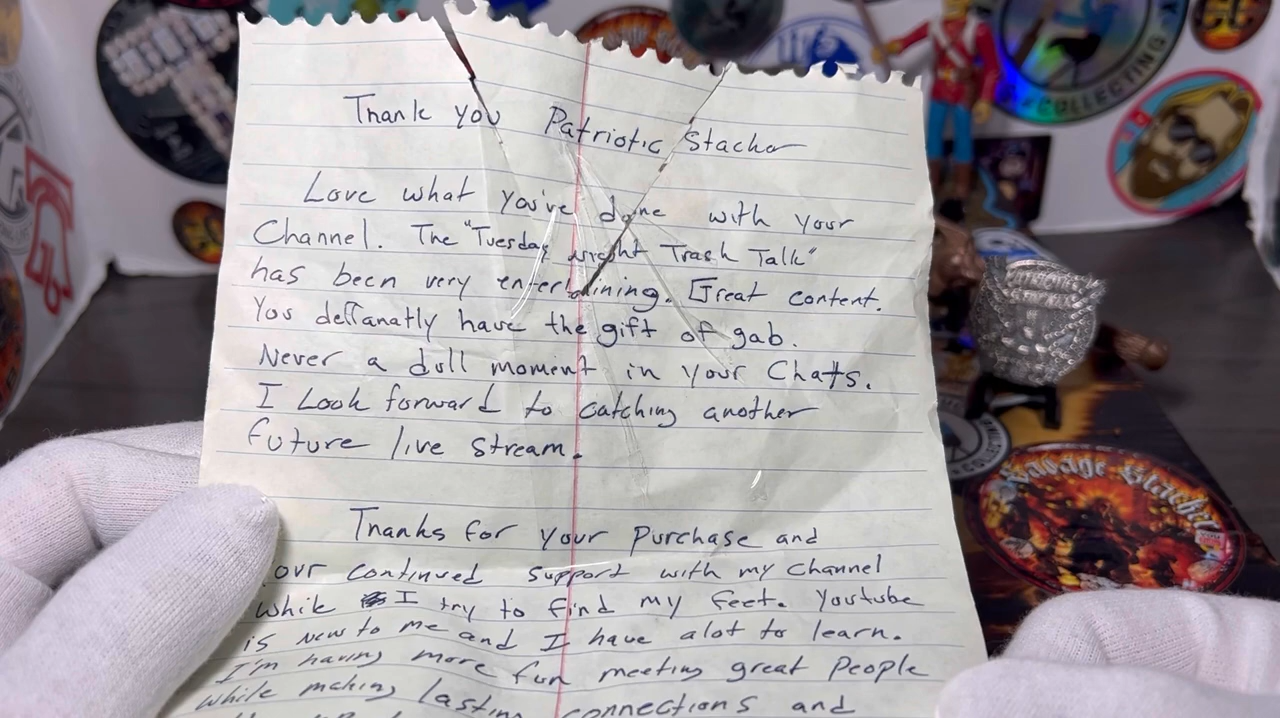 Thank you Patriotic Stacker
Love what you've done with your
Channel. The "Tuesday night Trash Talk"
has been very entertaining. Great content.
You deffanatly have the gift of gab.
Never a dull moment in your Chats.
I Look forward to catching another
future live stream.
Thanks for your Purchase and
our continued support with my channel
while I try to find my feet. Youtube
is new to me and I have alot to learn.
I'm having more fun meeting great People
while making lasting connections and
COLLECTING
Savage Stacker